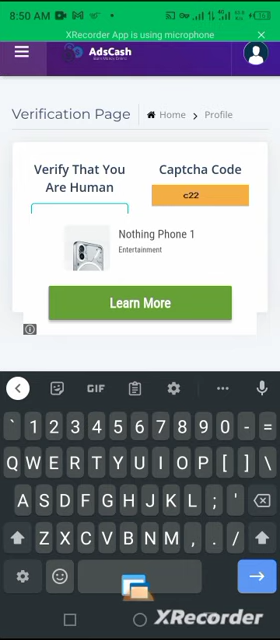 8:50 AM
XRecorder App is using microphone
AdsCash
Verification Page
Home > Profile
Verify That You
Are Human
Captcha Code
c22
Nothing Phone 1
Entertainment
Learn More
GIF
` 1 2 3 4 5 6 7 8 9 0 - =
Q W E R T Y U I O P [ ] \
A S D F G H J K L ; '
Z X C V B N M , . /
XRecorder